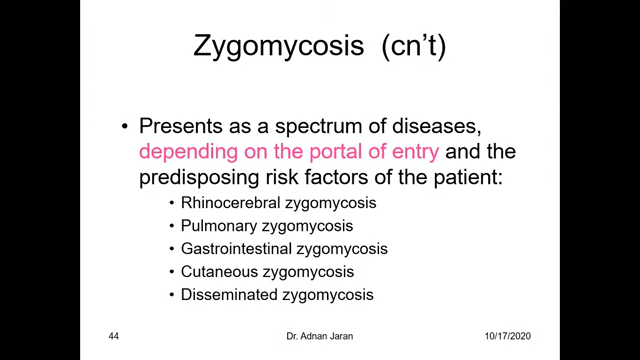 Zygomycosis (cn't)
• Presents as a spectrum of diseases,
depending on the portal of entry and the
predisposing risk factors of the patient:
• Rhinocerebral zygomycosis
• Pulmonary zygomycosis
• Gastrointestinal zygomycosis
• Cutaneous zygomycosis
• Disseminated zygomycosis
44 Dr. Adnan Jaran 10/17/2020